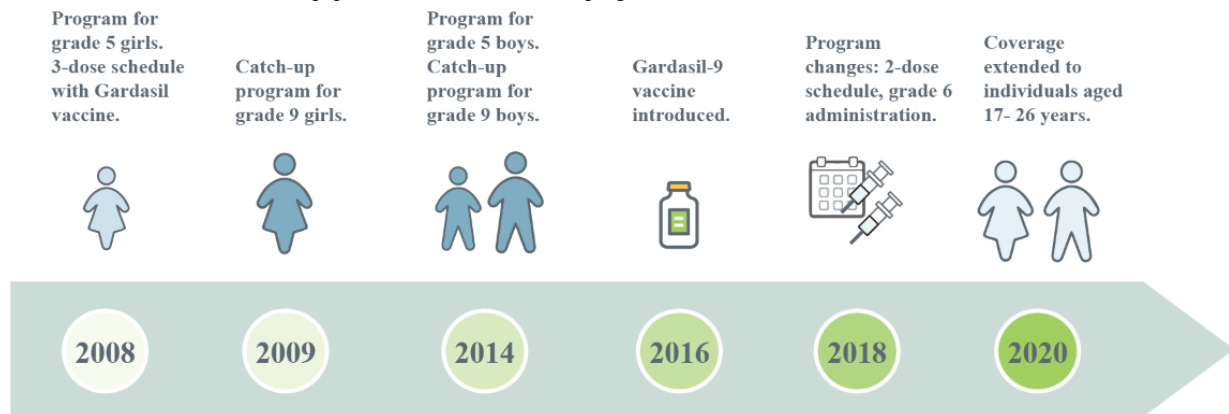 Program for
grade 5 girls.
3-dose schedule
with Gardasil
vaccine.
Catch-up
program for
grade 9 girls.
Program for
grade 5 boys.
Catch-up
program for
grade 9 boys.
Gardasil-9
vaccine
introduced.
Program
changes: 2-dose
schedule, grade 6
administration.
Coverage
extended to
individuals aged
17- 26 years.
2008
2009
2014
2016
2018
2020